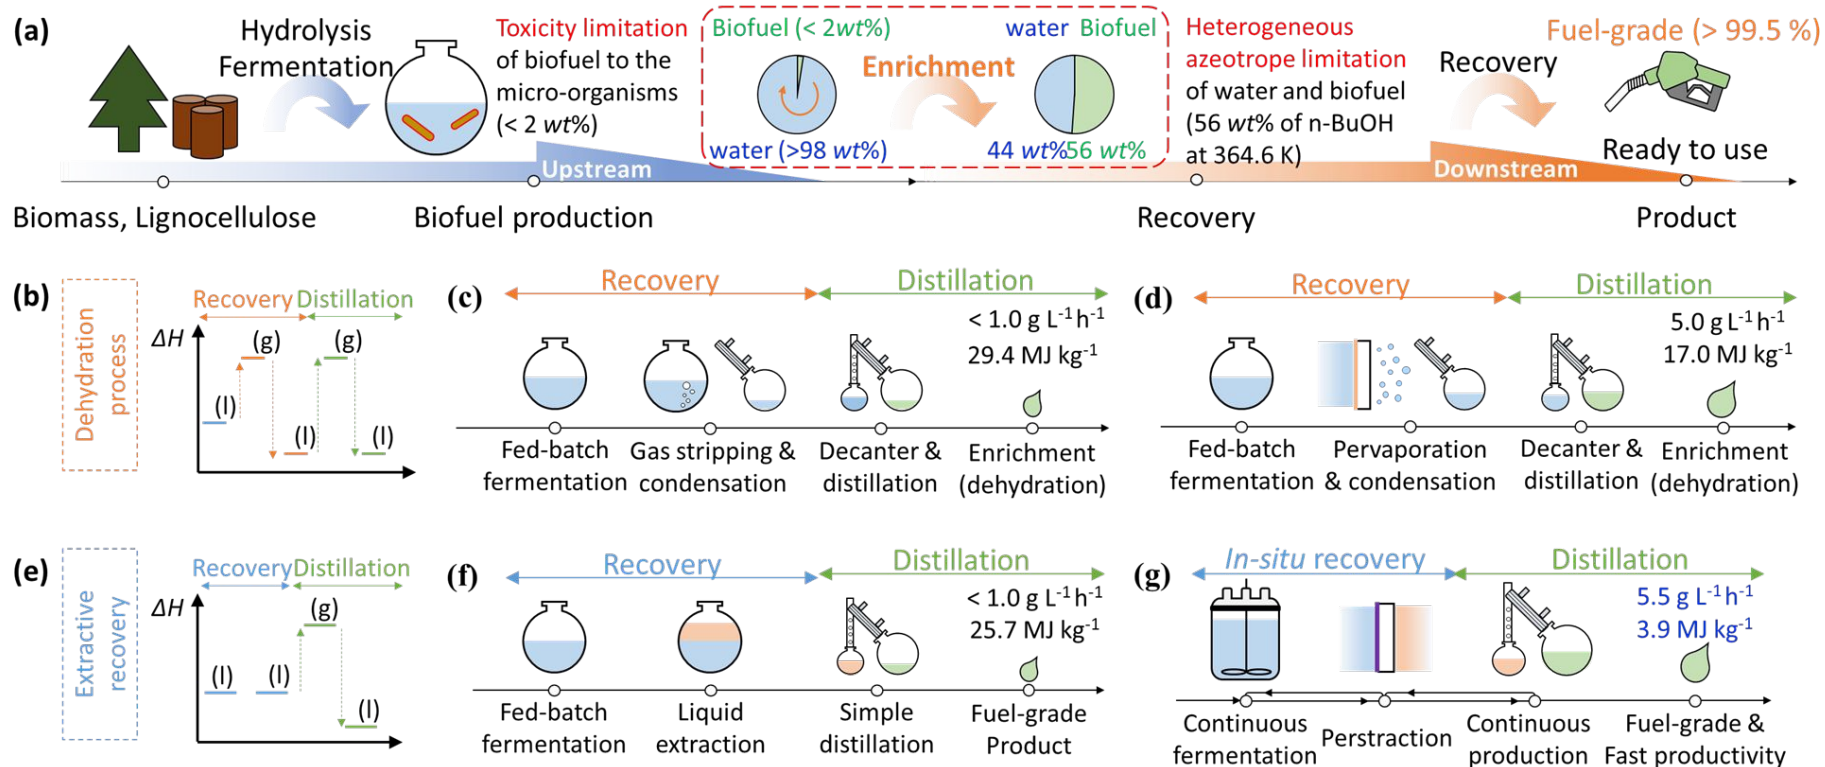 (a)
Hydrolysis
Fermentation
Toxicity limitation
of biofuel to the
micro-organisms
(< 2 wt%)
Biofuel (< 2wt%)
water (>98 wt%)
Enrichment
water Biofuel
44 wt% 56 wt%
Heterogeneous
azeotrope limitation
of water and biofuel
(56 wt% of n-BuOH
at 364.6 K)
Recovery
Fuel-grade (> 99.5 %)
Ready to use
Upstream
Downstream
Biomass, Lignocellulose
Biofuel production
Recovery
Product
(b)
Dehydration
process
Recovery Distillation
ΔH
(l)
(g)
(l)
(g)
(l)
(c)
Recovery
Distillation
< 1.0 g L⁻¹ h⁻¹
29.4 MJ kg⁻¹
Fed-batch
fermentation
Gas stripping &
condensation
Decanter &
distillation
Enrichment
(dehydration)
(d)
Recovery
Distillation
5.0 g L⁻¹ h⁻¹
17.0 MJ kg⁻¹
Fed-batch
fermentation
Pervaporation
& condensation
Decanter &
distillation
Enrichment
(dehydration)
(e)
Extractive
recovery
Recovery Distillation
ΔH
(l)
(l)
(g)
(l)
(f)
Recovery
Distillation
< 1.0 g L⁻¹ h⁻¹
25.7 MJ kg⁻¹
Fed-batch
fermentation
Liquid
extraction
Simple
distillation
Fuel-grade
Product
(g)
In-situ recovery
Distillation
5.5 g L⁻¹ h⁻¹
3.9 MJ kg⁻¹
Continuous
fermentation
Perstraction
Continuous
production
Fuel-grade &
Fast productivity